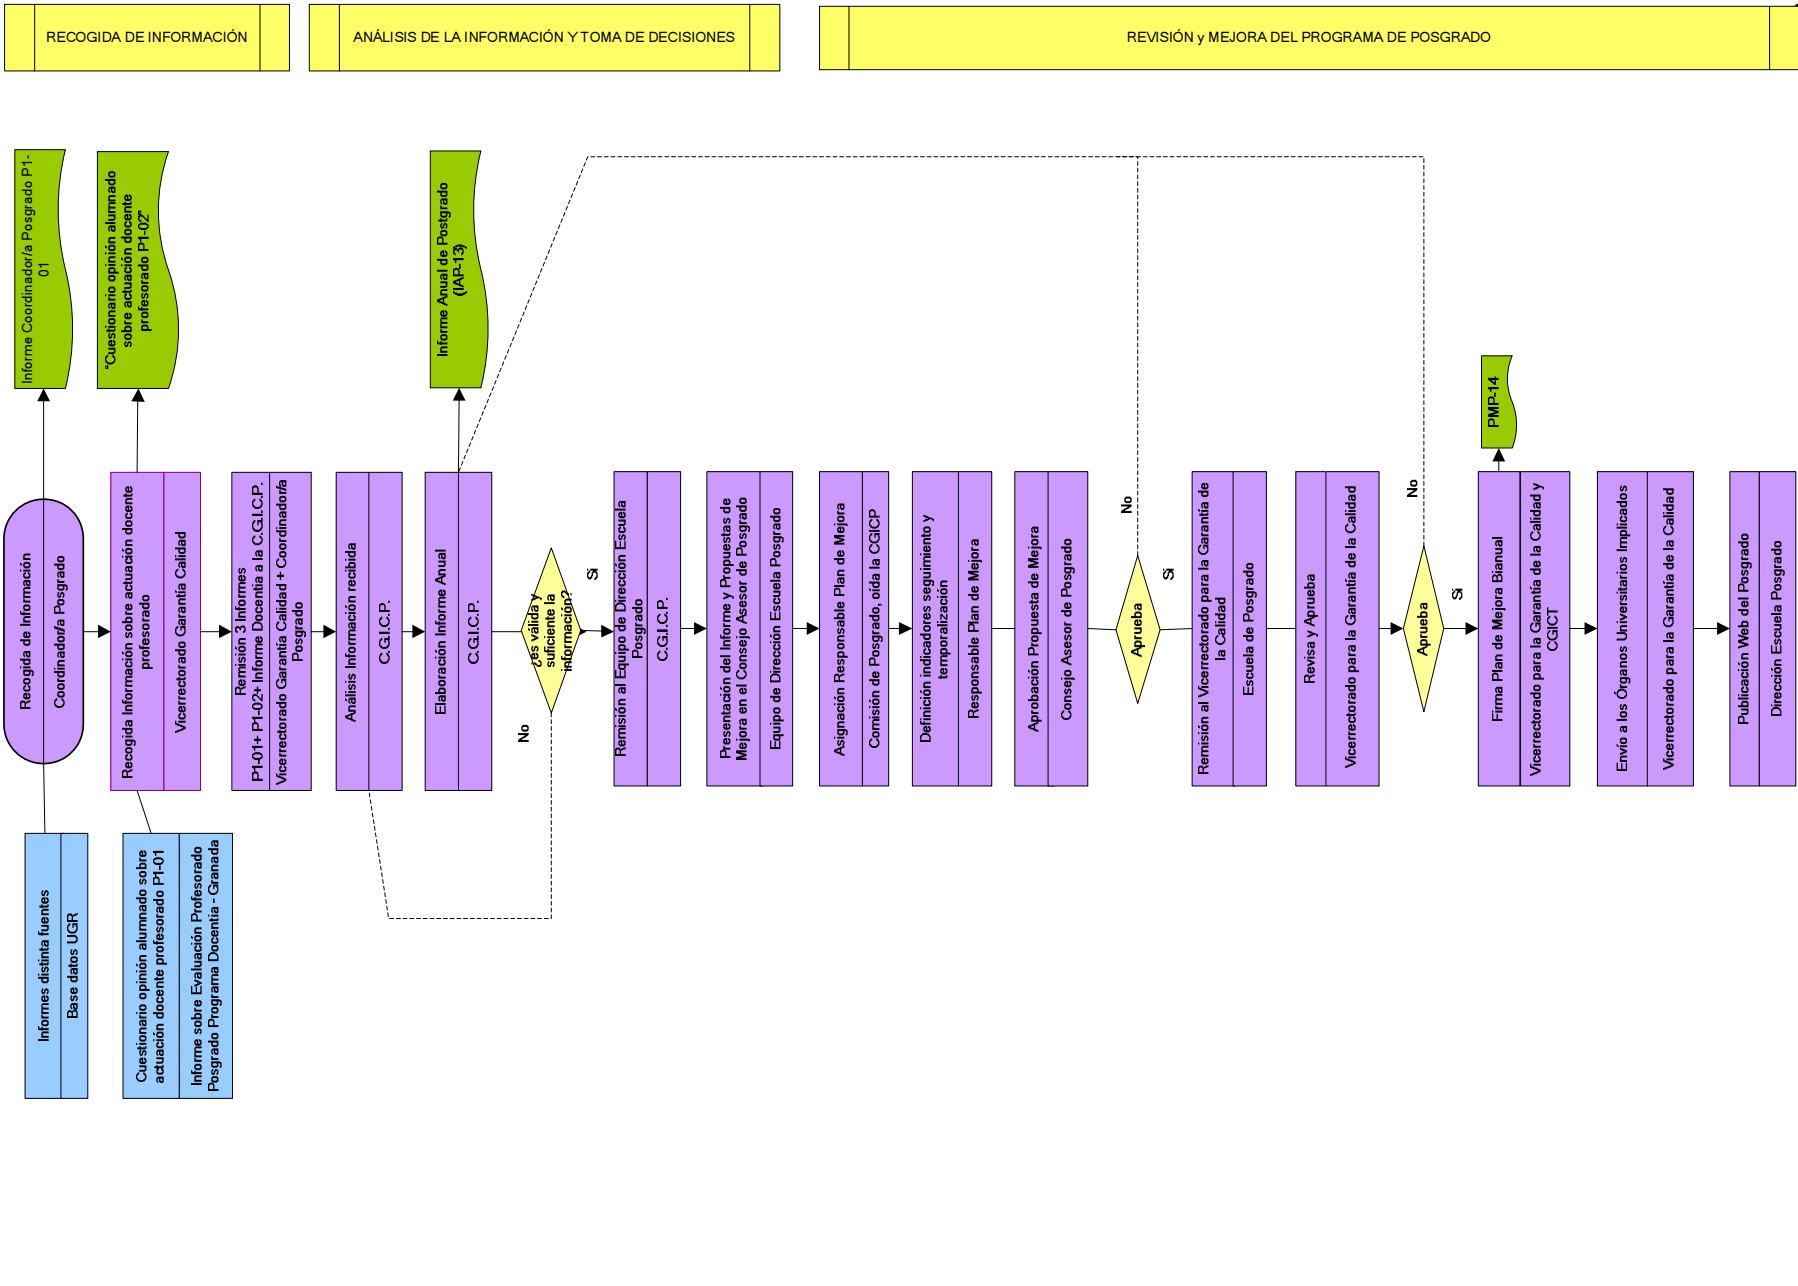 RECOGIDA DE INFORMACIÓN
ANÁLISIS DE LA INFORMACIÓN Y TOMA DE DECISIONES
REVISIÓN y MEJORA DEL PROGRAMA DE POSGRADO
Informe Coordinador/a Posgrado P1-
01
“Cuestionario opinión alumnado
sobre actuación docente
profesorado P1-02”
Informe Anual de Postgrado
(IAP-13)
PMP-14
Recogida de Información
Coordinador/a Posgrado
Recogida Información sobre actuación docente
profesorado
Vicerrectorado Garantía Calidad
Remisión 3 Informes
P1-01+ P1-02+ Informe Docentia a la C.G.I.C.P.
Vicerrectorado Garantía Calidad + Coordinador/a
Posgrado
Análisis Información recibida
C.G.I.C.P.
Elaboración Informe Anual
C.G.I.C.P.
¿es válida y
suficiente la
información?
Si
No
Remisión al Equipo de Dirección Escuela
Posgrado
C.G.I.C.P.
Presentación del Informe y Propuestas de
Mejora en el Consejo Asesor de Posgrado
Equipo de Dirección Escuela Posgrado
Asignación Responsable Plan de Mejora
Comisión de Posgrado, oída la CGICP
Definición indicadores seguimiento y
temporalización
Responsable Plan de Mejora
Aprobación Propuesta de Mejora
Consejo Asesor de Posgrado
Aprueba
No
Si
Remisión al Vicerrectorado para la Garantía de
la Calidad
Escuela de Posgrado
Revisa y Aprueba
Vicerrectorado para la Garantía de la Calidad
Aprueba
No
Si
Firma Plan de Mejora Bianual
Vicerrectorado para la Garantía de la Calidad y
CGICT
Envío a los Órganos Universitarios Implicados
Vicerrectorado para la Garantía de la Calidad
Publicación Web del Posgrado
Dirección Escuela Posgrado
Informes distinta fuentes
Base datos UGR
Cuestionario opinión alumnado sobre
actuación docente profesorado P1-01
Informe sobre Evaluación Profesorado
Posgrado Programa Docentia - Granada